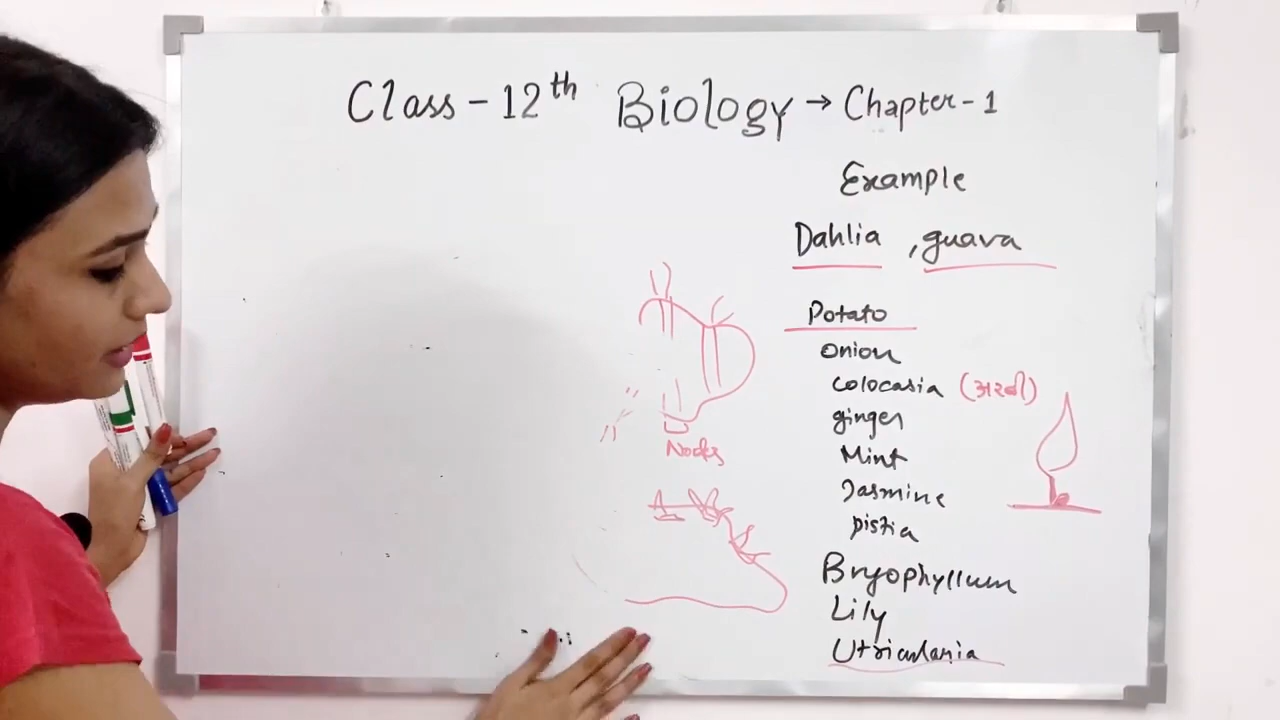 Class-12th Biology → Chapter-1
Example
Dahlia , guava
Potato
onion
colocasia (अरबी)
ginger
Mint
Jasmine
Pistia
Bryophyllum
Lily
Utricularia
Nodes